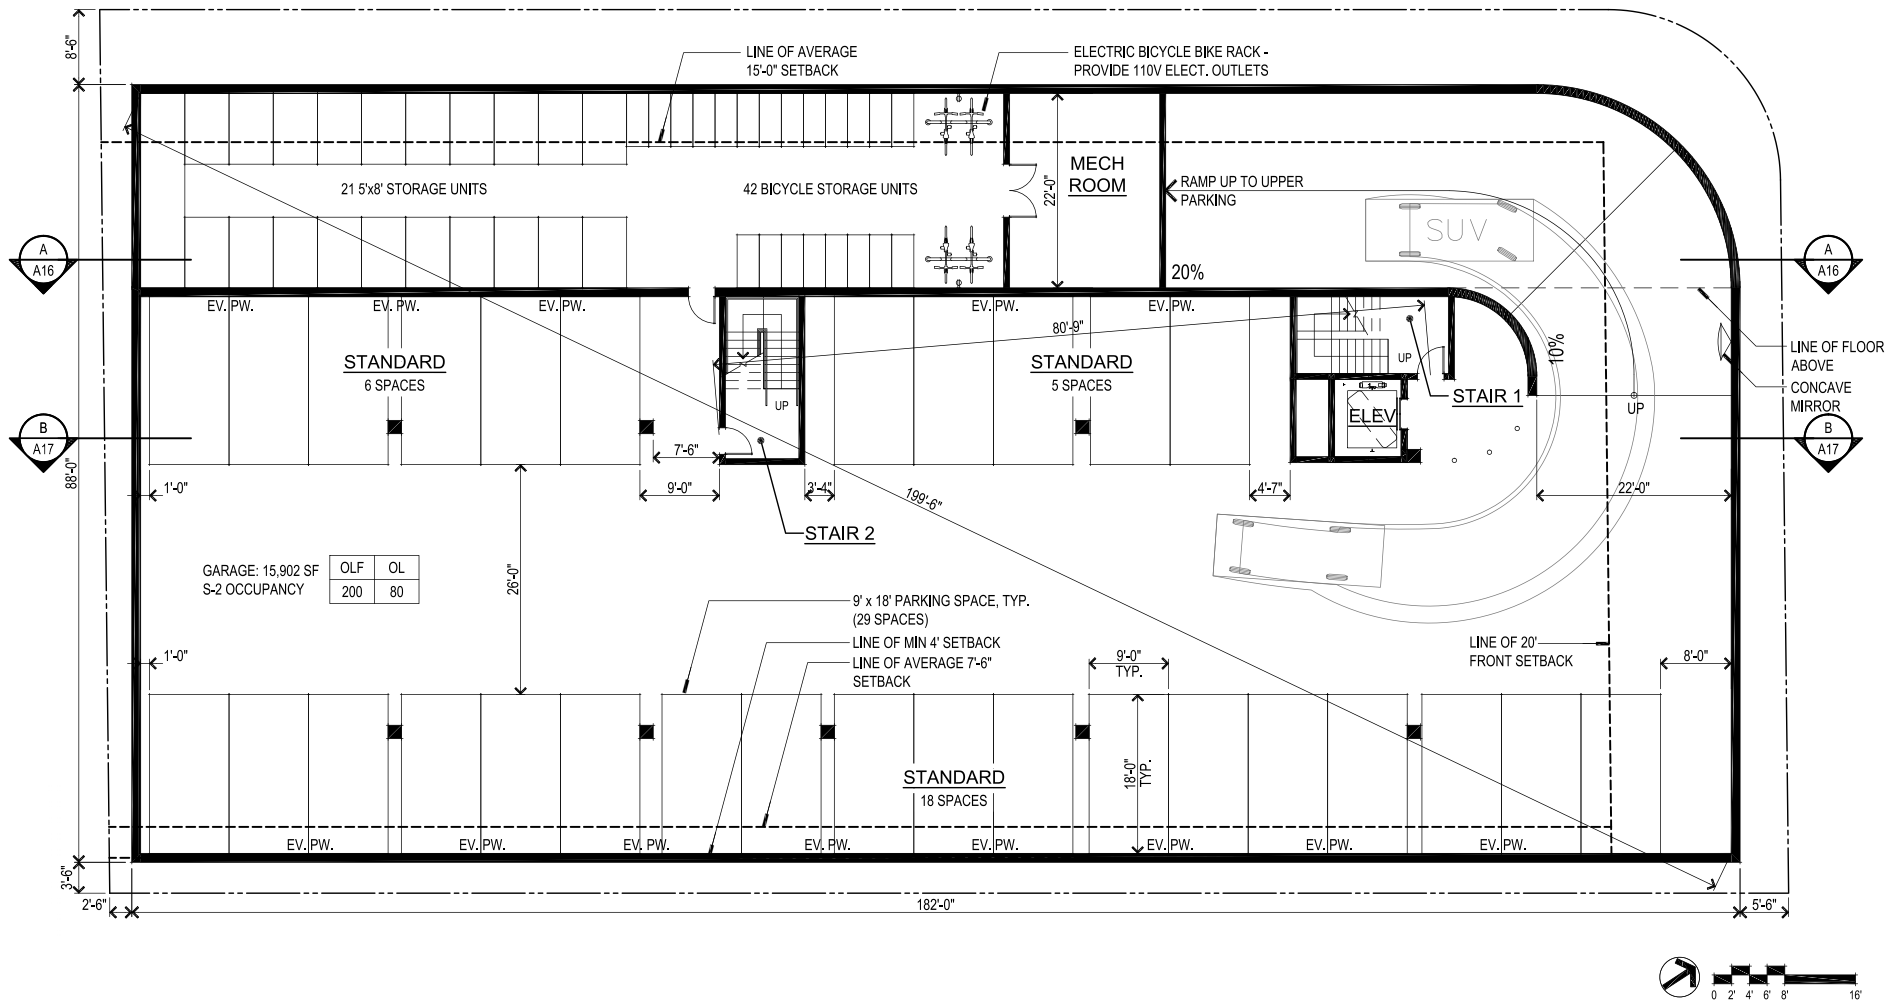 LINE OF AVERAGE
15'-0" SETBACK
ELECTRIC BICYCLE BIKE RACK -
PROVIDE 110V ELECT. OUTLETS
8'-6"
MECH
ROOM
22'-0"
RAMP UP TO UPPER
PARKING
21 5'x8' STORAGE UNITS
42 BICYCLE STORAGE UNITS
SUV
A
A16
A
A16
20%
EV. PW.
EV. PW.
EV. PW.
EV. PW.
EV. PW.
80'-9"
STANDARD
6 SPACES
STANDARD
5 SPACES
UP
10%
LINE OF FLOOR
ABOVE
CONCAVE
MIRROR
STAIR 1
UP
UP
ELEV
B
A17
B
A17
7'-6"
88'-0"
1'-0"
9'-0"
3'-4"
199'-6"
4'-7"
22'-0"
STAIR 2
GARAGE: 15,902 SF
S-2 OCCUPANCY
OLF
OL
200
80
26'-0"
9' x 18' PARKING SPACE, TYP.
(29 SPACES)
LINE OF MIN 4' SETBACK
LINE OF AVERAGE 7'-6"
SETBACK
LINE OF 20'
FRONT SETBACK
1'-0"
9'-0"
TYP.
8'-0"
18'-0"
TYP.
STANDARD
18 SPACES
EV. PW.
EV. PW.
EV. PW.
EV. PW.
EV. PW.
EV. PW.
EV. PW.
EV. PW.
3'-6"
2'-6"
182'-0"
5'-6"
0 2' 4' 6' 8' 16'